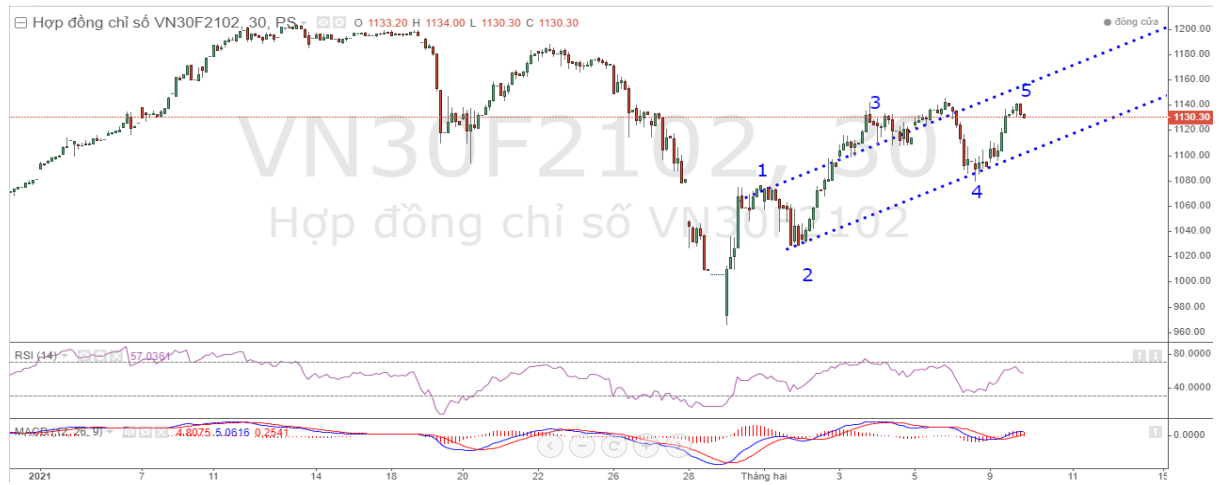 Hợp đồng chỉ số VN30F2102, 30, PS O 1133.20 H 1134.00 L 1130.30 C 1130.30
đóng cửa
VN30F2102, 30
Hợp đồng chỉ số VN30F2102
1 2 3 4 5
1200.00
1180.00
1160.00
1140.00
1130.30
1120.00
1100.00
1080.00
1060.00
1040.00
1020.00
1000.00
980.00
960.00
RSI (14) 57.0361
80.0000
40.0000
MACD (12, 26, 9) 4.8075 5.0616 0.2541
0.0000
2021 7 11 14 18 20 22 26 28 Tháng hai 3 5 9 11 15